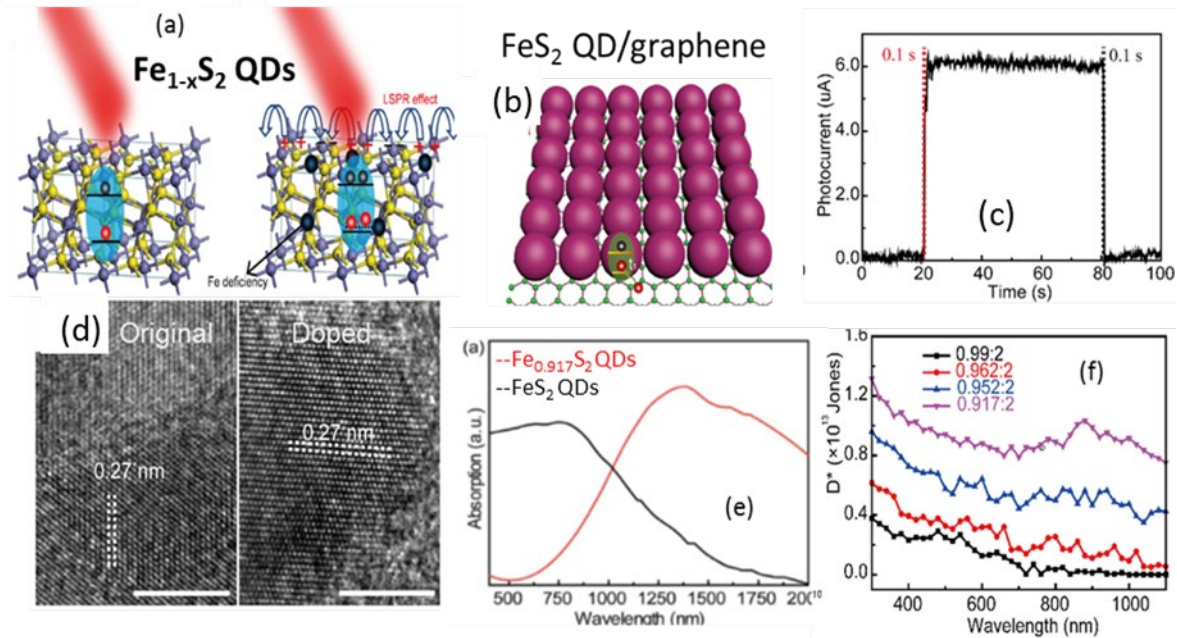 (a)
Fe1-xS2 QDs
LSPR effect
+ +
Fe deficiency
FeS2 QD/graphene
(b)
Photocurrent (uA)
6.0
4.0
2.0
0.0
0.1 s
0.1 s
(c)
0 20 40 60 80 100
Time (s)
(d)
Original
0.27 nm
Doped
0.27 nm
(a)
--Fe0.917S2 QDs
--FeS2 QDs
Absorption (a.u.)
(e)
500 750 1000 1250 1500 1750 200
Wavelength (nm)
D* (×10^13 Jones)
1.2
0.8
0.4
0.0
0.99:2
0.962:2
0.952:2
0.917:2
(f)
400 600 800 1000
Wavelength (nm)